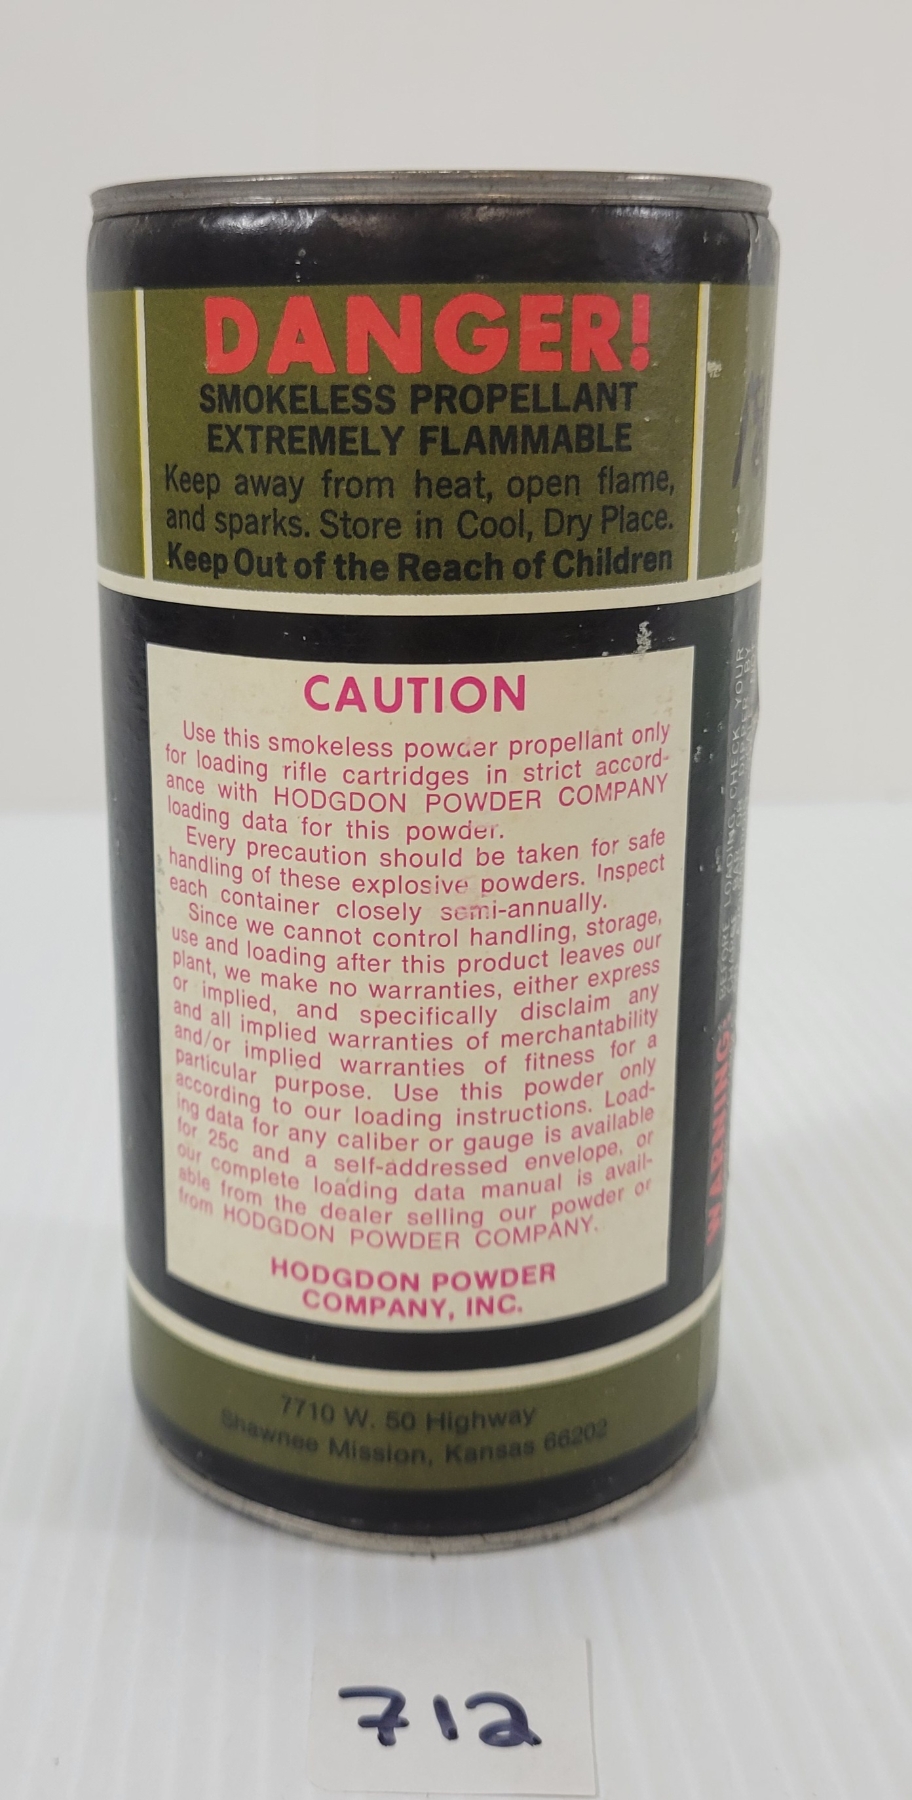 DANGER!
SMOKELESS PROPELLANT
EXTREMELY FLAMMABLE
Keep away from heat, open flame,
and sparks. Store in Cool, Dry Place.
Keep Out of the Reach of Children
CAUTION
Use this smokeless powder propellant only
for loading rifle cartridges in strict accord-
ance with HODGDON POWDER COMPANY
loading data for this powder.
Every precaution should be taken for safe
handling of these explosive powders. Inspect
each container closely semi-annually.
Since we cannot control handling, storage,
use and loading after this product leaves our
plant, we make no warranties, either express
or implied, and specifically disclaim any
and all implied warranties of merchantability
and/or implied warranties of fitness for a
particular purpose. Use this powder only
according to our loading instructions. Load-
ing data for any caliber or gauge is available
for 25c and a self-addressed envelope, or
our complete loading data manual is avail-
able from the dealer selling our powder or
from HODGDON POWDER COMPANY.
HODGDON POWDER
COMPANY, INC.
7710 W. 50 Highway
Shawnee Mission, Kansas 66202
WARNING:
BEFORE LOADING, CHECK YOUR
712